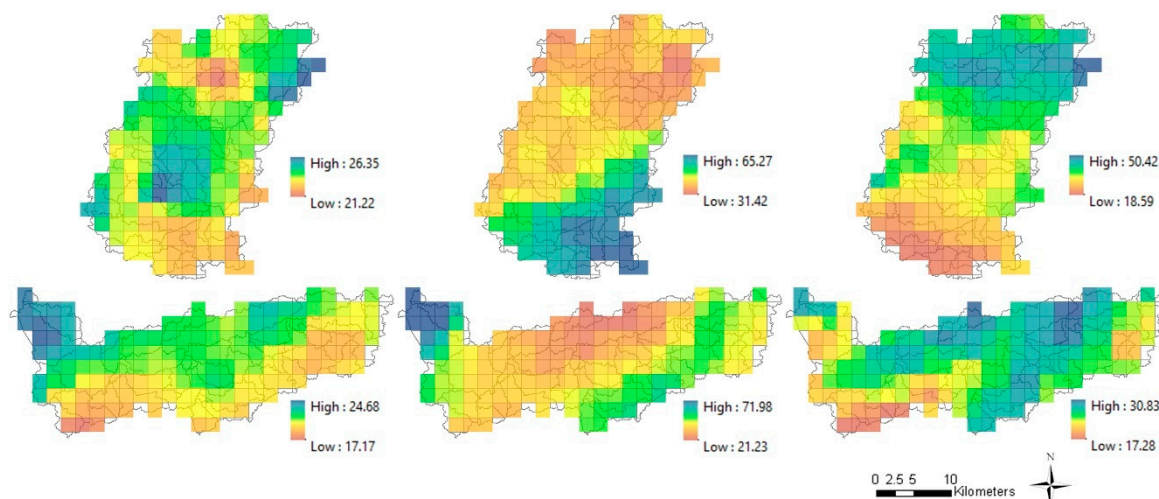 High : 26.35
Low : 21.22
High : 65.27
Low : 31.42
High : 50.42
Low : 18.59
High : 24.68
Low : 17.17
High : 71.98
Low : 21.23
High : 30.83
Low : 17.28
N
0 2.5 5 10
Kilometers